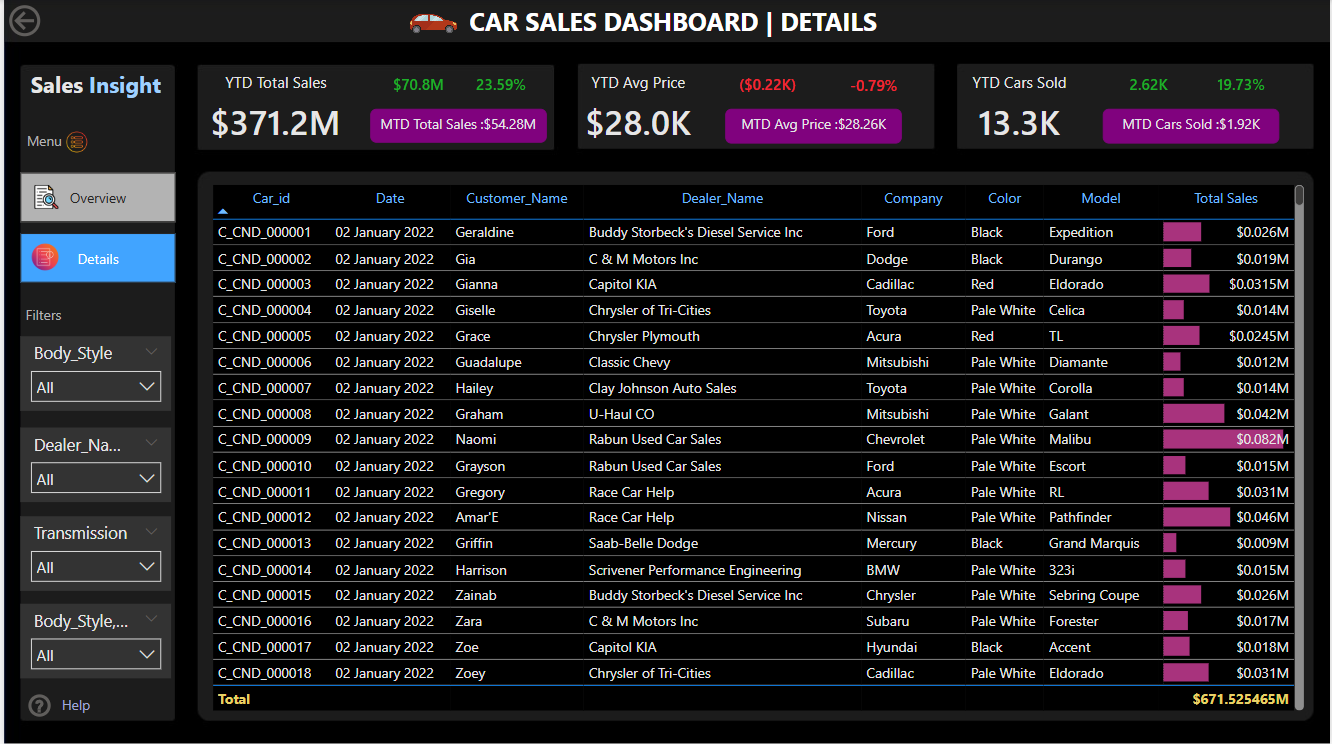 CAR SALES DASHBOARD | DETAILS
Sales Insight
Menu
Overview
Details
Filters
Body_Style
All
Dealer_Na...
All
Transmission
All
Body_Style,...
All
Help
YTD Total Sales $70.8M 23.59%
$371.2M MTD Total Sales :$54.28M
YTD Avg Price ($0.22K) -0.79%
$28.0K MTD Avg Price :$28.26K
YTD Cars Sold 2.62K 19.73%
13.3K MTD Cars Sold :$1.92K
Car_id Date Customer_Name Dealer_Name Company Color Model Total Sales
C_CND_000001 02 January 2022 Geraldine Buddy Storbeck's Diesel Service Inc Ford Black Expedition $0.026M
C_CND_000002 02 January 2022 Gia C & M Motors Inc Dodge Black Durango $0.019M
C_CND_000003 02 January 2022 Gianna Capitol KIA Cadillac Red Eldorado $0.0315M
C_CND_000004 02 January 2022 Giselle Chrysler of Tri-Cities Toyota Pale White Celica $0.014M
C_CND_000005 02 January 2022 Grace Chrysler Plymouth Acura Red TL $0.0245M
C_CND_000006 02 January 2022 Guadalupe Classic Chevy Mitsubishi Pale White Diamante $0.012M
C_CND_000007 02 January 2022 Hailey Clay Johnson Auto Sales Toyota Pale White Corolla $0.014M
C_CND_000008 02 January 2022 Graham U-Haul CO Mitsubishi Pale White Galant $0.042M
C_CND_000009 02 January 2022 Naomi Rabun Used Car Sales Chevrolet Pale White Malibu $0.082M
C_CND_000010 02 January 2022 Grayson Rabun Used Car Sales Ford Pale White Escort $0.015M
C_CND_000011 02 January 2022 Gregory Race Car Help Acura Pale White RL $0.031M
C_CND_000012 02 January 2022 Amar'E Race Car Help Nissan Pale White Pathfinder $0.046M
C_CND_000013 02 January 2022 Griffin Saab-Belle Dodge Mercury Black Grand Marquis $0.009M
C_CND_000014 02 January 2022 Harrison Scrivener Performance Engineering BMW Pale White 323i $0.015M
C_CND_000015 02 January 2022 Zainab Buddy Storbeck's Diesel Service Inc Chrysler Pale White Sebring Coupe $0.026M
C_CND_000016 02 January 2022 Zara C & M Motors Inc Subaru Pale White Forester $0.017M
C_CND_000017 02 January 2022 Zoe Capitol KIA Hyundai Black Accent $0.018M
C_CND_000018 02 January 2022 Zoey Chrysler of Tri-Cities Cadillac Pale White Eldorado $0.031M
Total $671.525465M